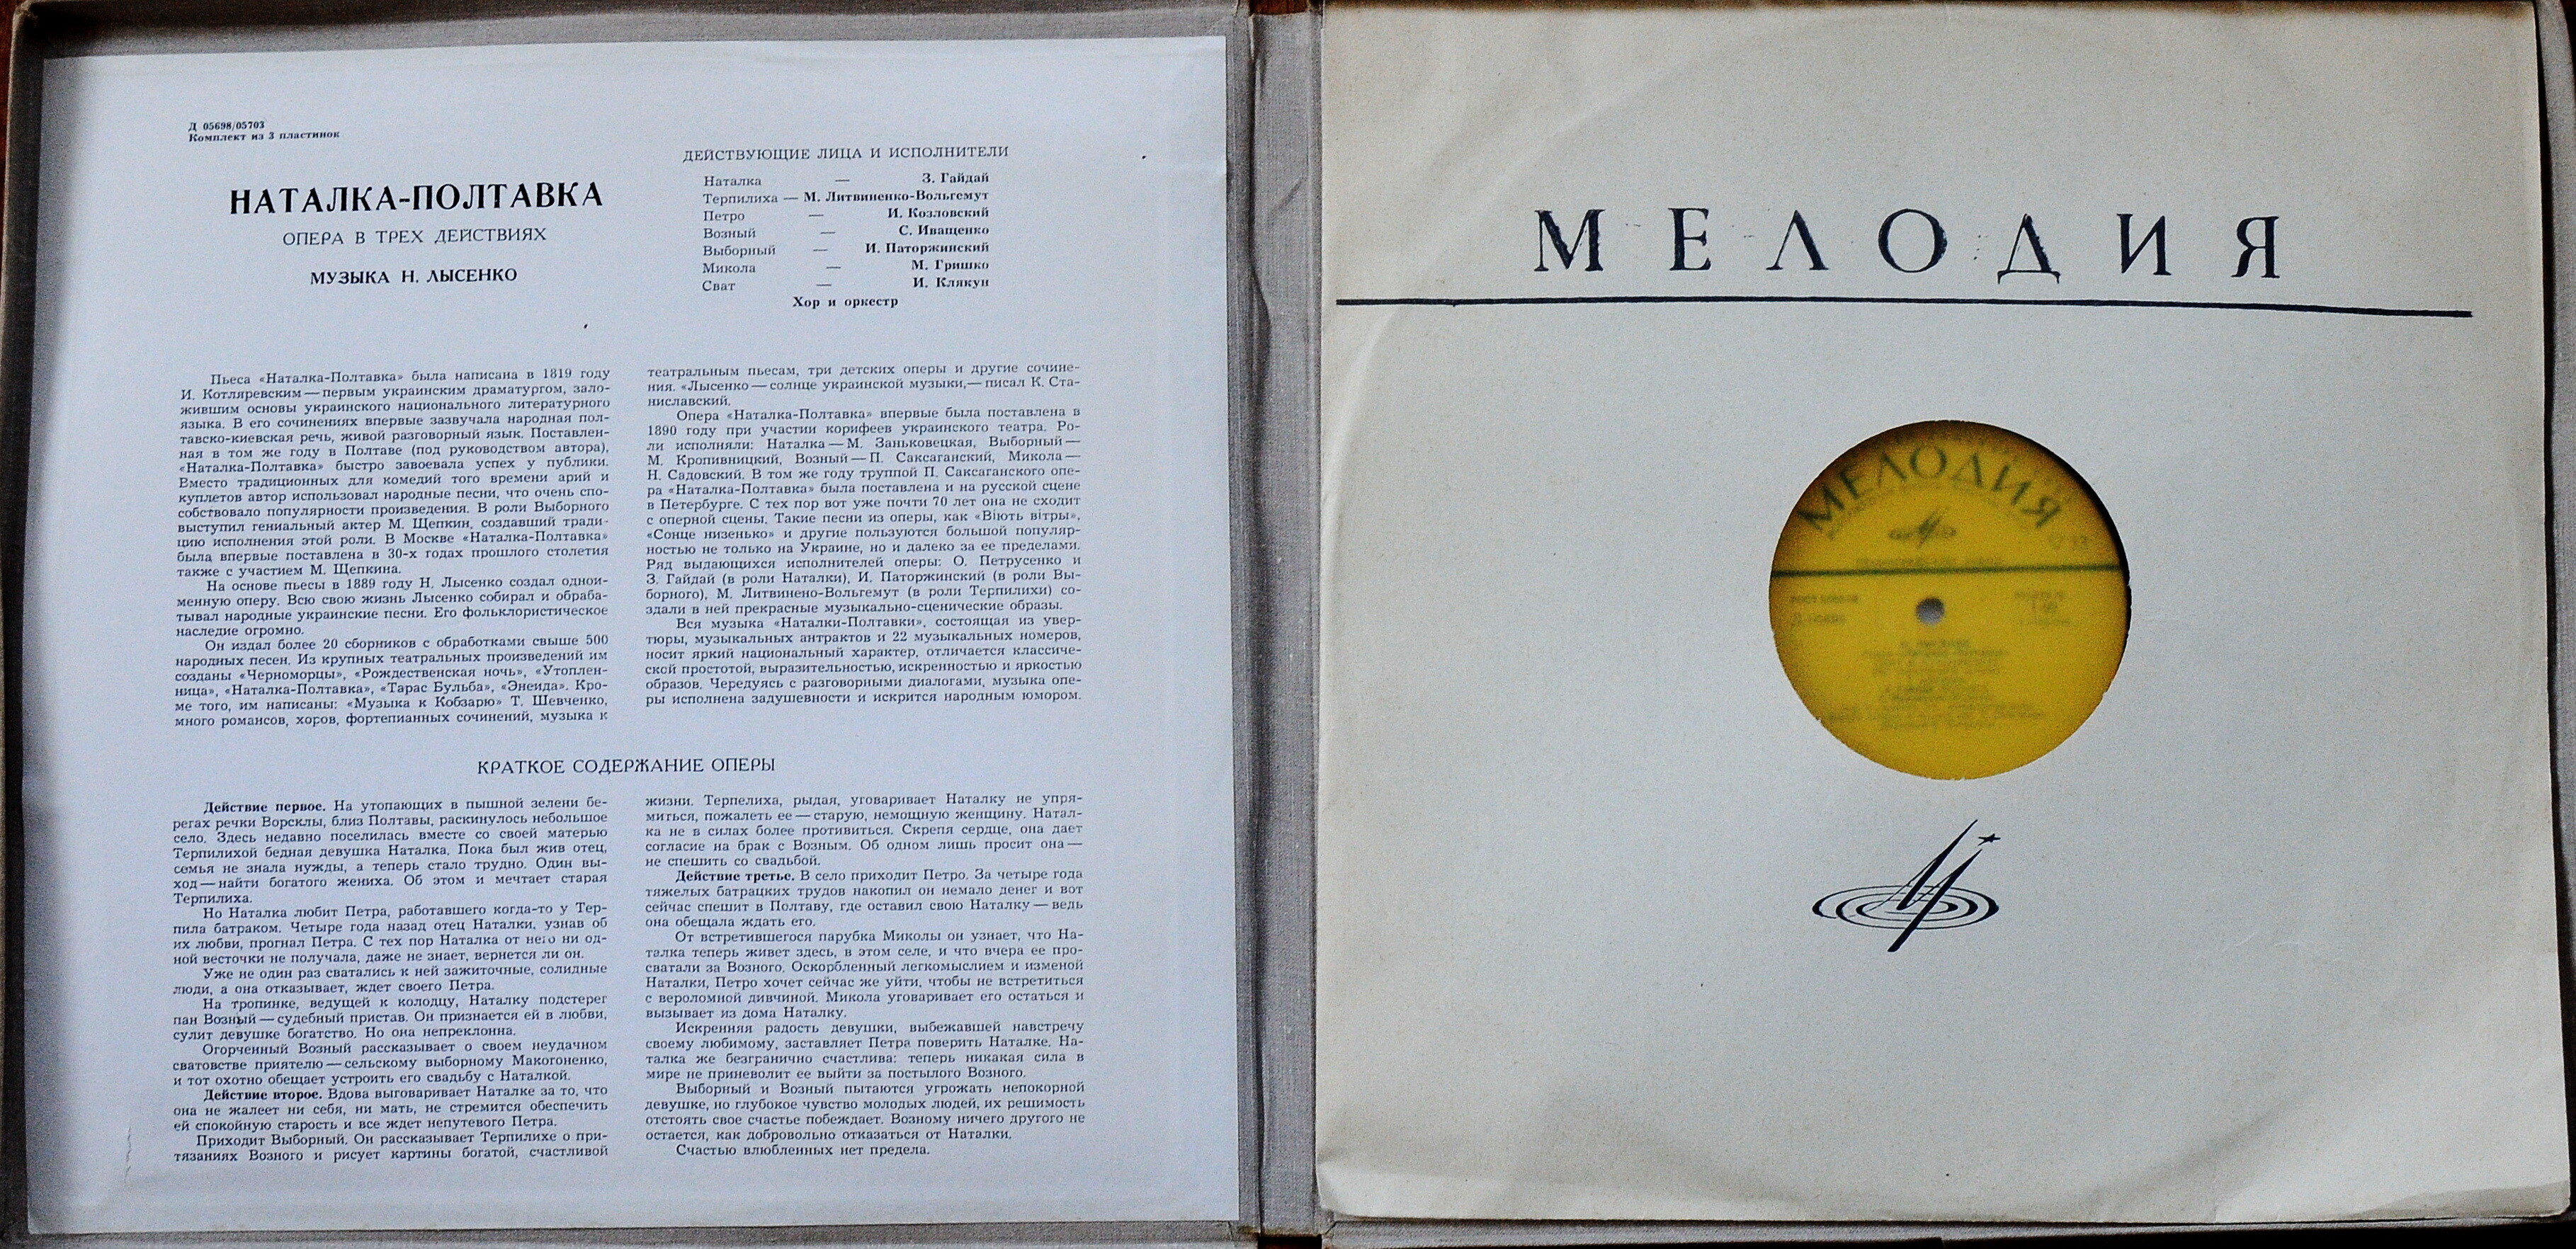 Д 05698/05703
Комплект из 3 пластинок
НАТАЛКА-ПОЛТАВКА
ОПЕРА В ТРЕХ ДЕЙСТВИЯХ
МУЗЫКА Н. ЛЫСЕНКО
ДЕЙСТВУЮЩИЕ ЛИЦА И ИСПОЛНИТЕЛИ
Наталка — З. Гайдай
Терпилиха — М. Литвиненко-Вольгемут
Петро — И. Козловский
Возный — С. Иващенко
Выборный — И. Паторжинский
Микола — М. Гришко
Сват — И. Клякун
Хор и оркестр
Пьеса «Наталка-Полтавка» была написана в 1819 году
И. Котляревским — первым украинским драматургом, зало-
жившим основы украинского национального литературного
языка. В его сочинениях впервые зазвучала народная пол-
тавско-киевская речь, живой разговорный язык. Поставлен-
ная в том же году в Полтаве (под руководством автора),
«Наталка-Полтавка» быстро завоевала успех у публики.
Вместо традиционных для комедий того времени арий и
куплетов автор использовал народные песни, что очень спо-
собствовало популярности произведения. В роли Выборного
выступил гениальный актер М. Щепкин, создавший тради-
цию исполнения этой роли. В Москве «Наталка-Полтавка»
была впервые поставлена в 30-х годах прошлого столетия
также с участием М. Щепкина.
На основе пьесы в 1889 году Н. Лысенко создал однои-
менную оперу. Всю свою жизнь Лысенко собирал и обраба-
тывал народные украинские песни. Его фольклористическое
наследие огромно.
Он издал более 20 сборников с обработками свыше 500
народных песен. Из крупных театральных произведений им
созданы «Черноморцы», «Рождественская ночь», «Утоплен-
ница», «Наталка-Полтавка», «Тарас Бульба», «Энеида». Кро-
ме того, им написаны: «Музыка к Кобзарю» Т. Шевченко,
много романсов, хоров, фортепианных сочинений, музыка к
театральным пьесам, три детских оперы и другие сочине-
ния. «Лысенко — солнце украинской музыки,— писал К. Ста-
ниславский.
Опера «Наталка-Полтавка» впервые была поставлена в
1890 году при участии корифеев украинского театра. Ро-
ли исполняли: Наталка — М. Заньковецкая, Выборный —
М. Кропивницкий, Возный — П. Саксаганский, Микола —
Н. Садовский. В том же году труппой П. Саксаганского опе-
ра «Наталка-Полтавка» была поставлена и на русской сцене
в Петербурге. С тех пор вот уже почти 70 лет она не сходит
с оперной сцены. Такие песни из оперы, как «Віють вітры»,
«Сонце низенько» и другие пользуются большой популяр-
ностью не только на Украине, но и далеко за ее пределами.
Ряд выдающихся исполнителей оперы: О. Петрусенко и
З. Гайдай (в роли Наталки), И. Паторжинский (в роли Вы-
борного), М. Литвинено-Вольгемут (в роли Терпилихи) со-
здали в ней прекрасные музыкально-сценические образы.
Вся музыка «Наталки-Полтавки», состоящая из увер-
тюры, музыкальных антрактов и 22 музыкальных номеров,
носит яркий национальный характер, отличается классиче-
ской простотой, выразительностью, искренностью и яркостью
образов. Чередуясь с разговорными диалогами, музыка опе-
ры исполнена задушевности и искрится народным юмором.
КРАТКОЕ СОДЕРЖАНИЕ ОПЕРЫ
Действие первое. На утопающих в пышной зелени бе-
регах речки Ворсклы, близ Полтавы, раскинулось небольшое
село. Здесь недавно поселилась вместе со своей матерью
Терпилихой бедная девушка Наталка. Пока был жив отец,
семья не знала нужды, а теперь стало трудно. Один вы-
ход — найти богатого жениха. Об этом и мечтает старая
Терпилиха.
Но Наталка любит Петра, работавшего когда-то у Тер-
пила батраком. Четыре года назад отец Наталки, узнав об
их любви, прогнал Петра. С тех пор Наталка от него ни од-
ной весточки не получала, даже не знает, вернется ли он.
Уже не один раз сватались к ней зажиточные, солидные
люди, а она отказывает, ждет своего Петра.
На тропинке, ведущей к колодцу, Наталку подстерег
пан Возный — судебный пристав. Он признается ей в любви,
сулит девушке богатство. Но она непреклонна.
Огорченный Возный рассказывает о своем неудачном
сватовстве приятелю — сельскому выборному Макогоненко,
и тот охотно обещает устроить его свадьбу с Наталкой.
Действие второе. Вдова выговаривает Наталке за то, что
она не жалеет ни себя, ни мать, не стремится обеспечить
ей спокойную старость и все ждет непутевого Петра.
Приходит Выборный. Он рассказывает Терпилихе о при-
тязаниях Возного и рисует картины богатой, счастливой
жизни. Терпелиха, рыдая, уговаривает Наталку не упря-
миться, пожалеть ее — старую, немощную женщину. Натал-
ка не в силах более противиться. Скрепя сердце, она дает
согласие на брак с Возным. Об одном лишь просит она —
не спешить со свадьбой.
Действие третье. В село приходит Петро. За четыре года
тяжелых батрацких трудов накопил он немало денег и вот
сейчас спешит в Полтаву, где оставил свою Наталку — ведь
она обещала ждать его.
От встретившегося парубка Миколы он узнает, что На-
талка теперь живет здесь, в этом селе, и что вчера ее про-
сватали за Возного. Оскорбленный легкомыслием и изменой
Наталки, Петро хочет сейчас же уйти, чтобы не встретиться
с вероломной дивчиной. Микола уговаривает его остаться и
вызывает из дома Наталку.
Искренняя радость девушки, выбежавшей навстречу
своему любимому, заставляет Петра поверить Наталке. На-
талка же безгранично счастлива: теперь никакая сила в
мире не приневолит ее выйти за постылого Возного.
Выборный и Возный пытаются угрожать непокорной
девушке, но глубокое чувство молодых людей, их решимость
отстоять свое счастье побеждает. Возному ничего другого не
остается, как добровольно отказаться от Наталки.
Счастью влюбленных нет предела.
МЕЛОДИЯ
МЕЛОДИЯ